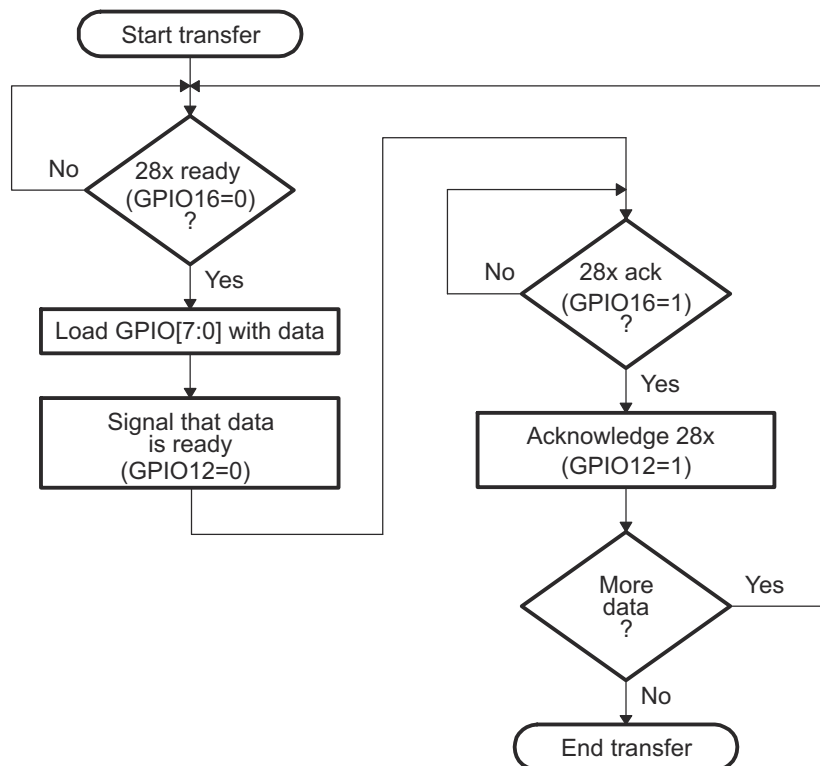 Start transfer
No
28x ready
(GPIO16=0)
?
Yes
Load GPIO[7:0] with data
Signal that data
is ready
(GPIO12=0)
No
28x ack
(GPIO16=1)
?
Yes
Acknowledge 28x
(GPIO12=1)
More
data
?
Yes
No
End transfer